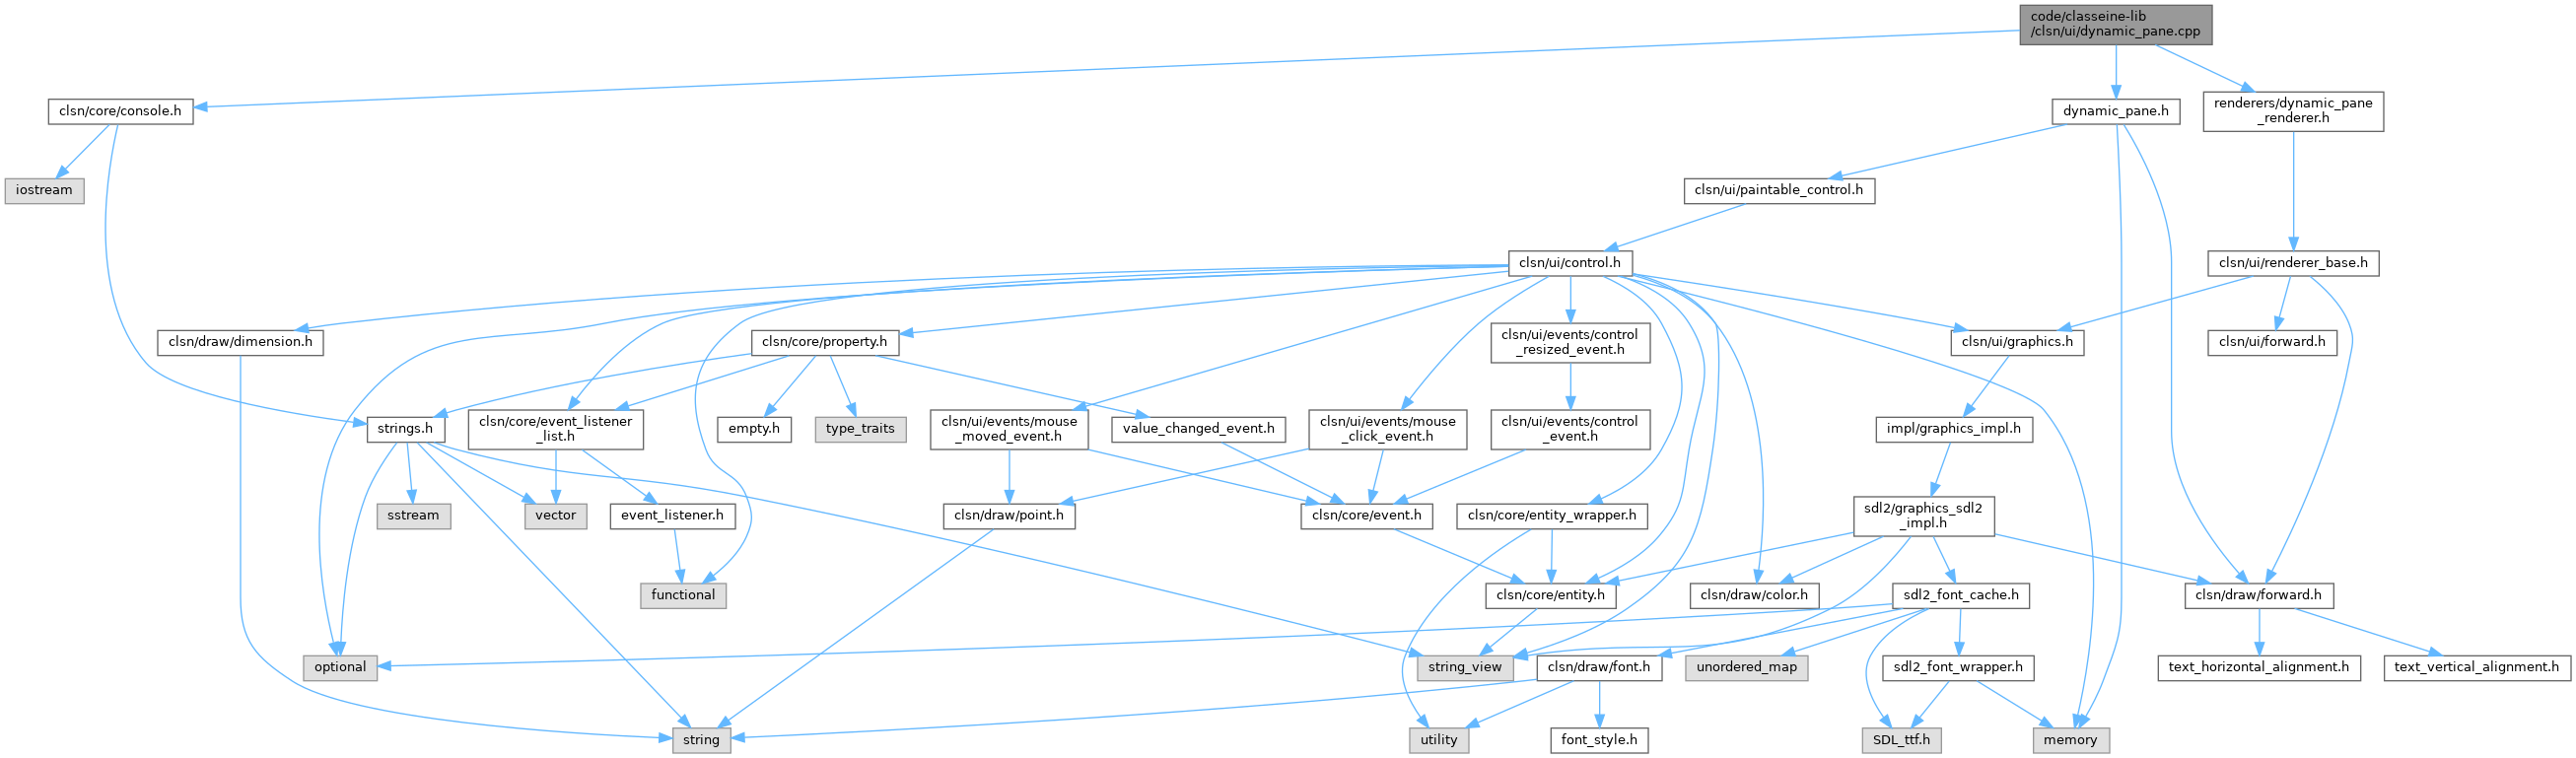 code/classeine-lib
/clsn/ui/dynamic_pane.cpp
clsn/core/console.h
dynamic_pane.h
renderers/dynamic_pane
_renderer.h
iostream
clsn/ui/paintable_control.h
clsn/ui/control.h
clsn/ui/renderer_base.h
clsn/draw/dimension.h
clsn/core/property.h
clsn/ui/events/control
_resized_event.h
clsn/ui/graphics.h
clsn/ui/forward.h
strings.h
clsn/core/event_listener
_list.h
empty.h
type_traits
clsn/ui/events/mouse
_moved_event.h
value_changed_event.h
clsn/ui/events/mouse
_click_event.h
clsn/ui/events/control
_event.h
impl/graphics_impl.h
sstream
vector
event_listener.h
clsn/draw/point.h
clsn/core/event.h
clsn/core/entity_wrapper.h
sdl2/graphics_sdl2
_impl.h
functional
clsn/core/entity.h
clsn/draw/color.h
sdl2_font_cache.h
clsn/draw/forward.h
optional
string_view
clsn/draw/font.h
unordered_map
sdl2_font_wrapper.h
text_horizontal_alignment.h
text_vertical_alignment.h
string
utility
font_style.h
SDL_ttf.h
memory